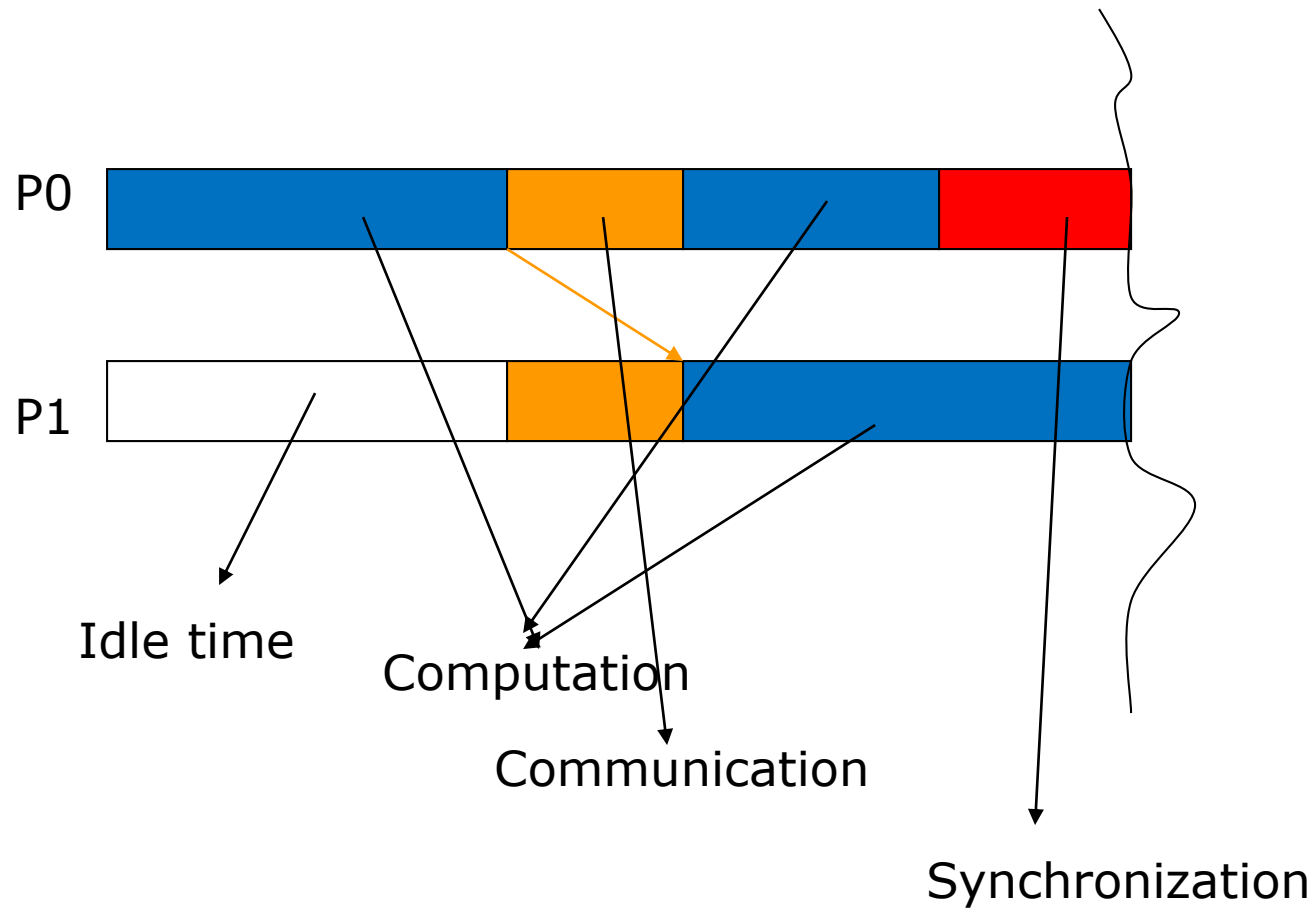 P0
P1
Idle time
Computation
Communication
Synchronization